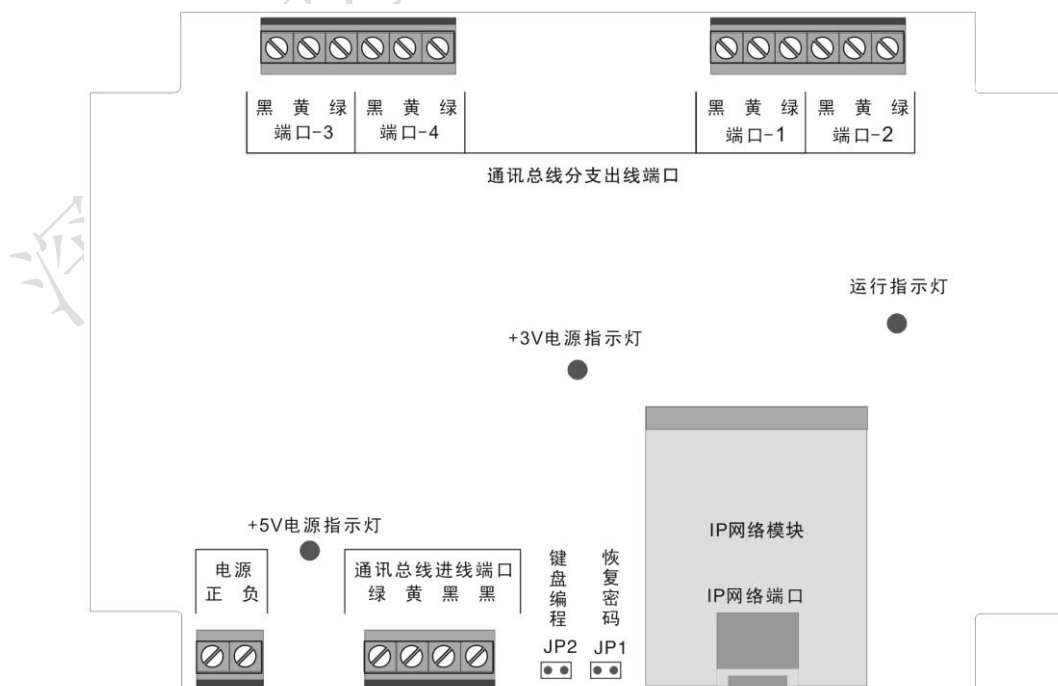 黑 黄 绿 黑 黄 绿
端口-3 端口-4
黑 黄 绿 黑 黄 绿
端口-1 端口-2
通讯总线分支出线端口
运行指示灯
+3V电源指示灯
+5V电源指示灯
电源
正 负
通讯总线进线端口
绿 黄 黑 黑
键盘编程
JP2
恢复密码
JP1
IP网络模块
IP网络端口